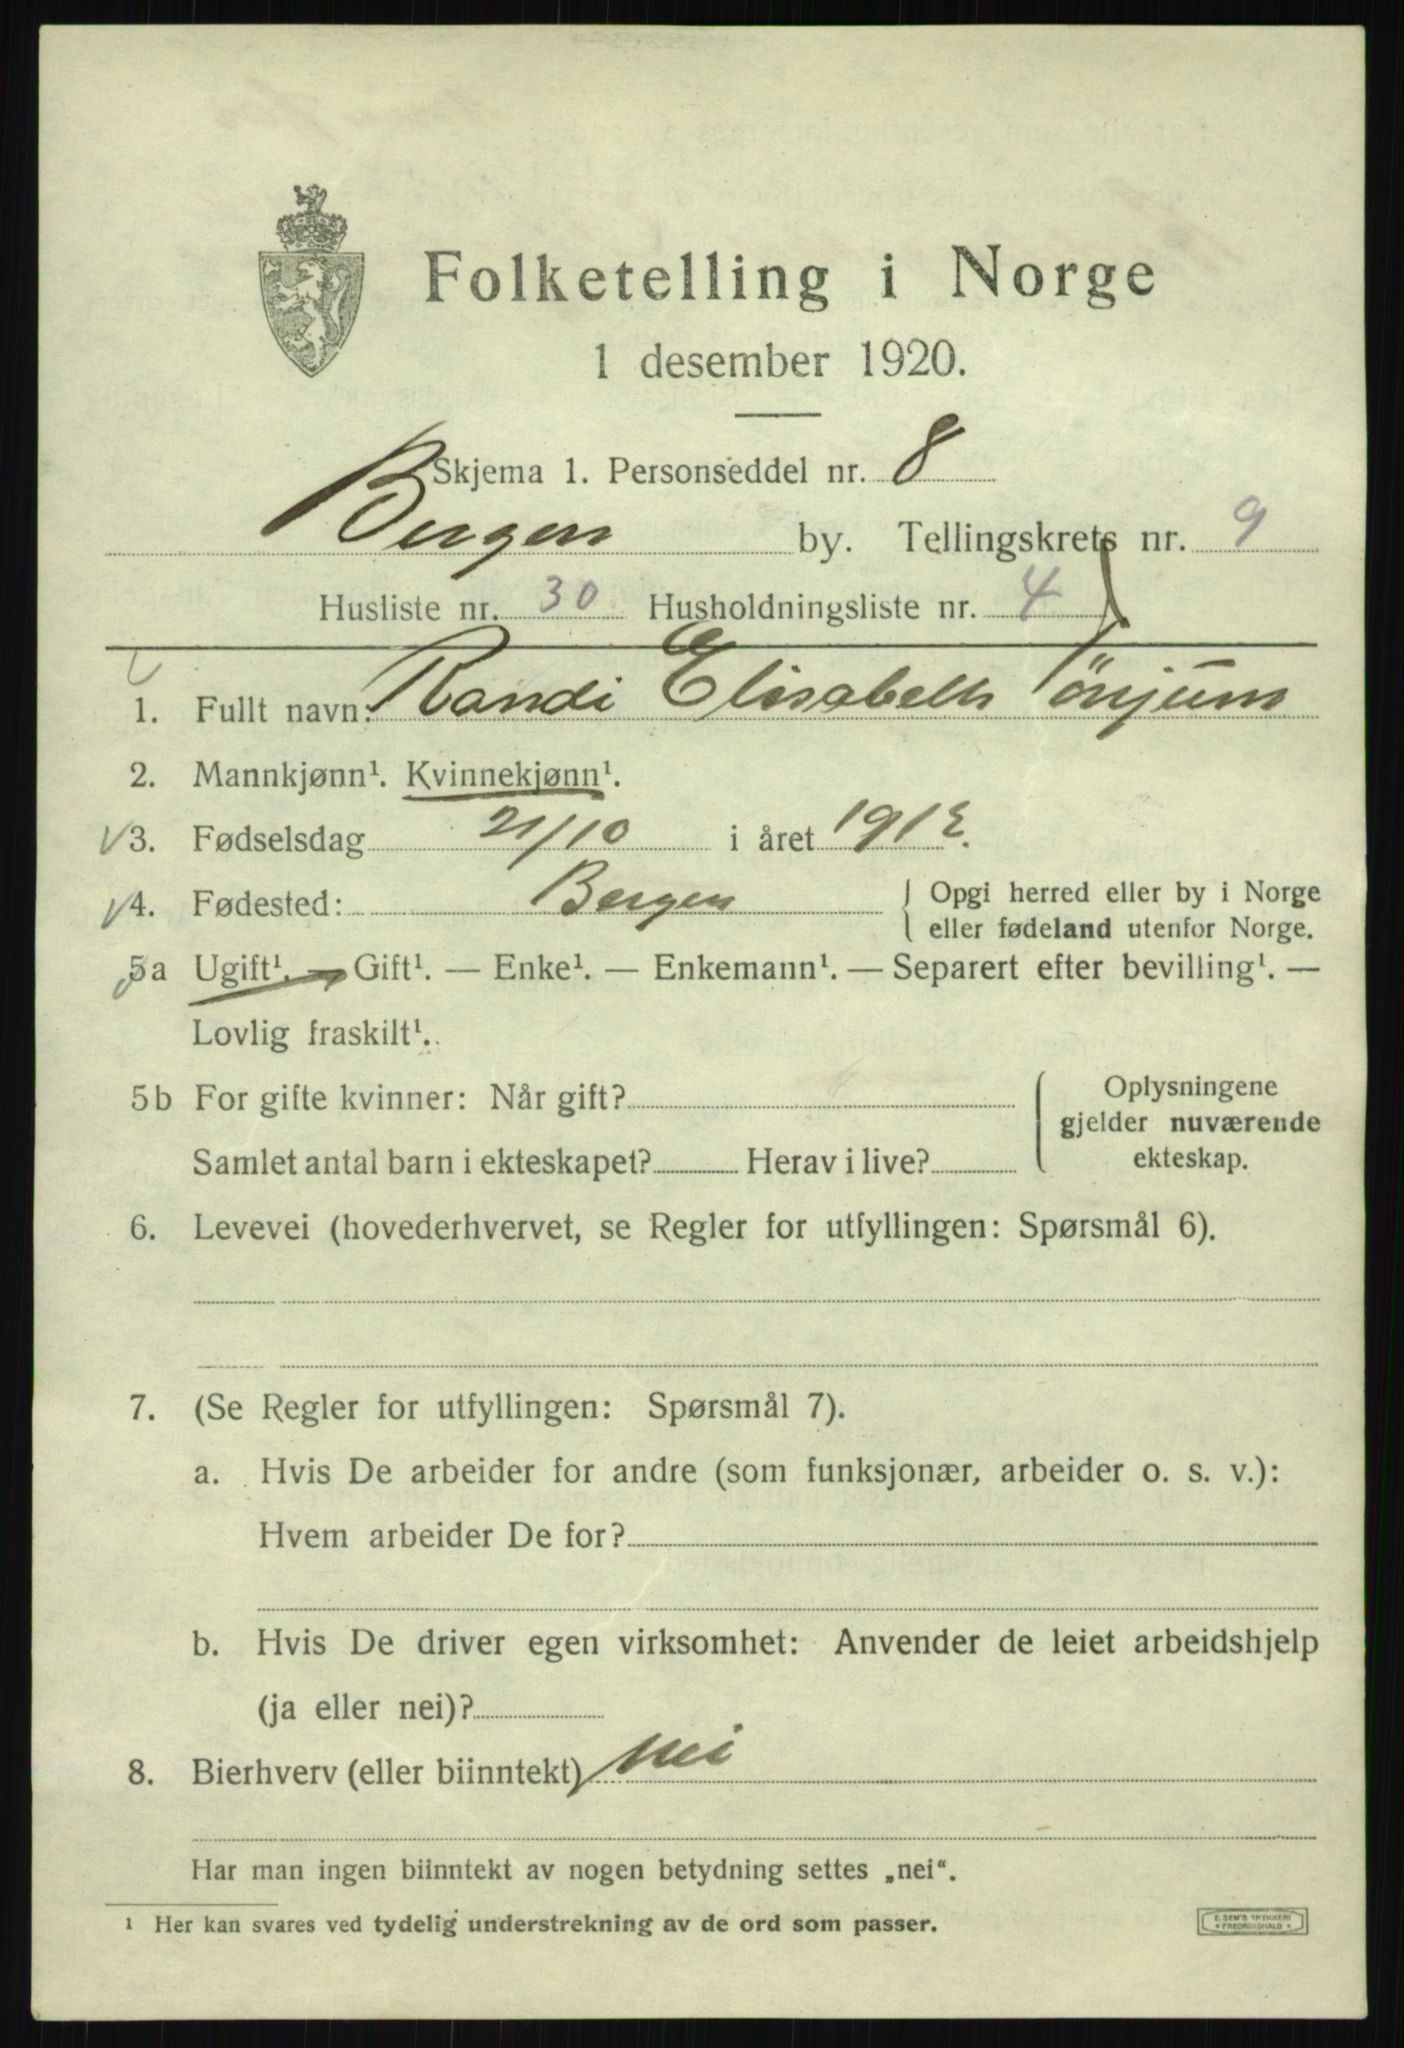 Folketelling i Norge
1 desember 1920.
Skjema 1. Personseddel nr. 8
Bergen by. Tellingskrets nr. 9
Husliste nr. 30 Husholdningsliste nr. 4
1. Fullt navn: Randi Elisabeth Tönjum
2. Mannkjønn¹. Kvinnekjønn¹.
3. Fødselsdag 21/10 i året 1912.
4. Fødested: Bergen { Opgi herred eller by i Norge
eller fødeland utenfor Norge.
5a Ugift¹. — Gift¹. — Enke¹. — Enkemann¹. — Separert efter bevilling¹. —
Lovlig fraskilt¹.
5b For gifte kvinner: Når gift?
Samlet antal barn i ekteskapet? Herav i live?
{ Oplysningene
gjelder nuværende
ekteskap.
6. Levevei (hovederhvervet, se Regler for utfyllingen: Spørsmål 6).
7. (Se Regler for utfyllingen: Spørsmål 7).
a. Hvis De arbeider for andre (som funksjonær, arbeider o. s. v.):
Hvem arbeider De for?
b. Hvis De driver egen virksomhet: Anvender de leiet arbeidshjelp
(ja eller nei)?
8. Bierhverv (eller biinntekt) nei
Har man ingen biinntekt av nogen betydning settes „nei“.
¹ Her kan svares ved tydelig understrekning av de ord som passer.
E. SEM'S TRYKKERI
FREDRIKSHALD